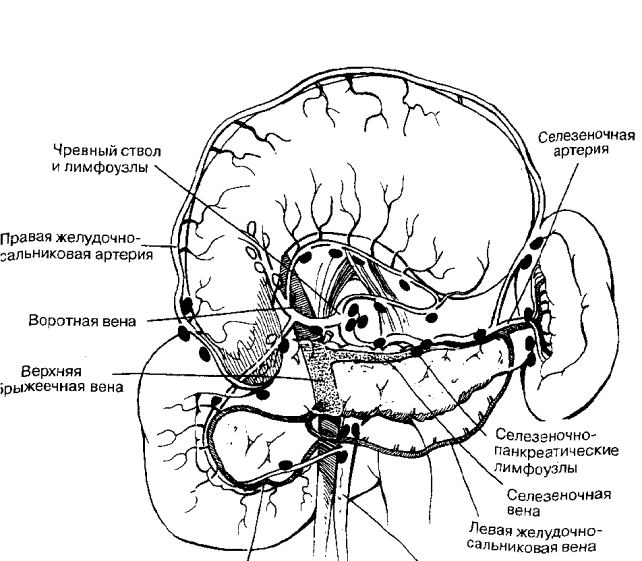 Чревный ствол
и лимфоузлы
Селезеночная
артерия
Правая желудочно-
сальниковая артерия
Воротная вена
Верхняя
брыжеечная вена
Селезеночно-
панкреатические
лимфоузлы
Селезеночная
вена
Левая желудочно-
сальниковая вена